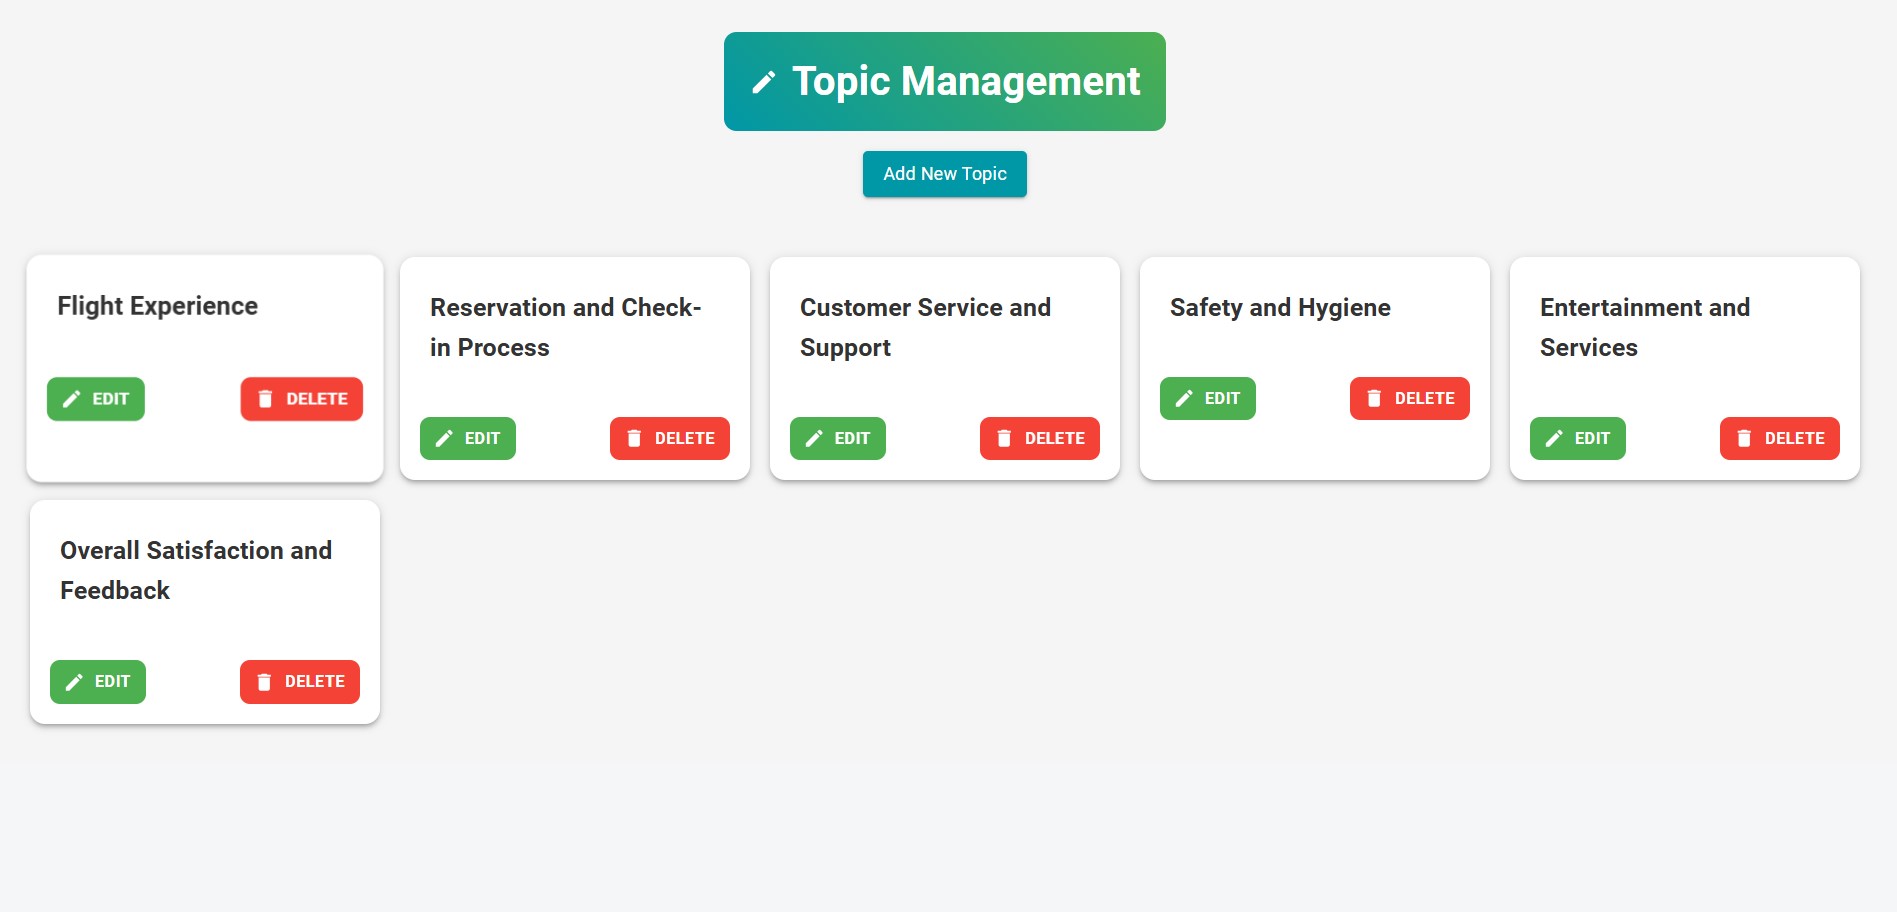 Topic Management
Add New Topic
Flight Experience
EDIT
DELETE
Reservation and Check-
in Process
EDIT
DELETE
Customer Service and
Support
EDIT
DELETE
Safety and Hygiene
EDIT
DELETE
Entertainment and
Services
EDIT
DELETE
Overall Satisfaction and
Feedback
EDIT
DELETE